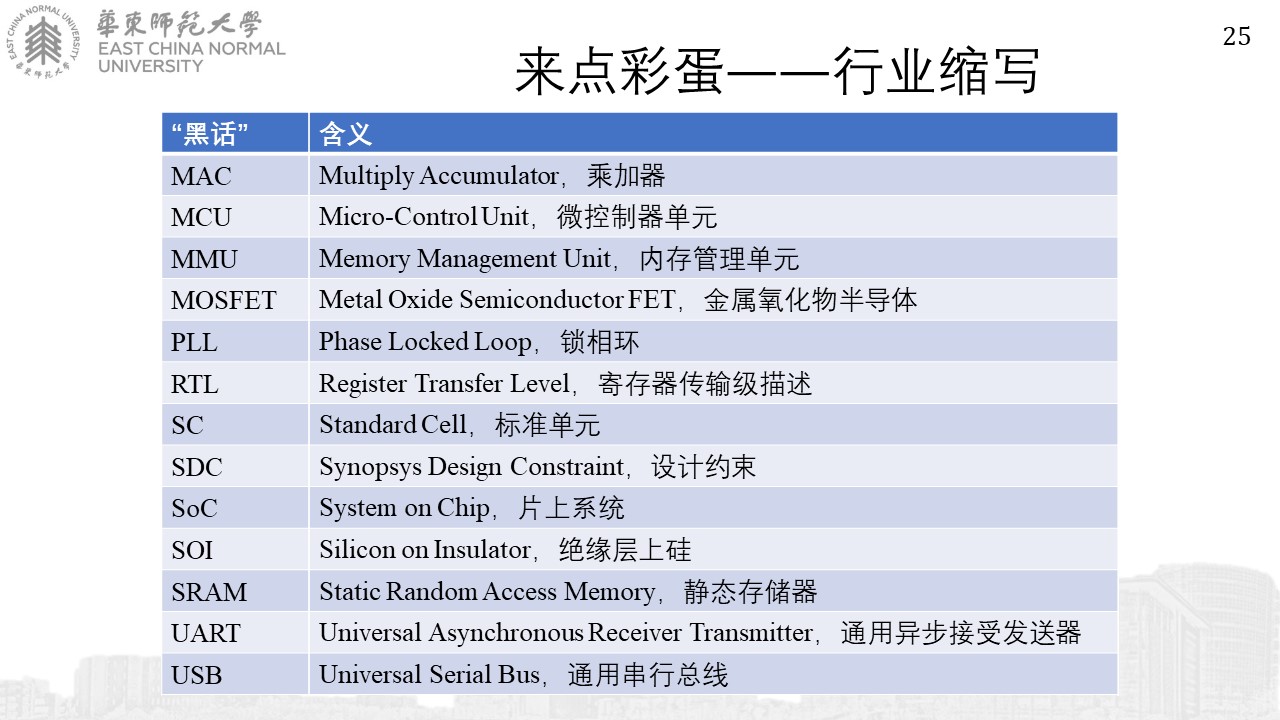 華東師範大學
EAST CHINA NORMAL
UNIVERSITY
EAST CHINA NORMAL UNIVERSITY
華東師範大學
25
来点彩蛋——行业缩写
“黑话” 含义
MAC Multiply Accumulator，乘加器
MCU Micro-Control Unit，微控制器单元
MMU Memory Management Unit，内存管理单元
MOSFET Metal Oxide Semiconductor FET，金属氧化物半导体
PLL Phase Locked Loop，锁相环
RTL Register Transfer Level，寄存器传输级描述
SC Standard Cell，标准单元
SDC Synopsys Design Constraint，设计约束
SoC System on Chip，片上系统
SOI Silicon on Insulator，绝缘层上硅
SRAM Static Random Access Memory，静态存储器
UART Universal Asynchronous Receiver Transmitter，通用异步接受发送器
USB Universal Serial Bus，通用串行总线